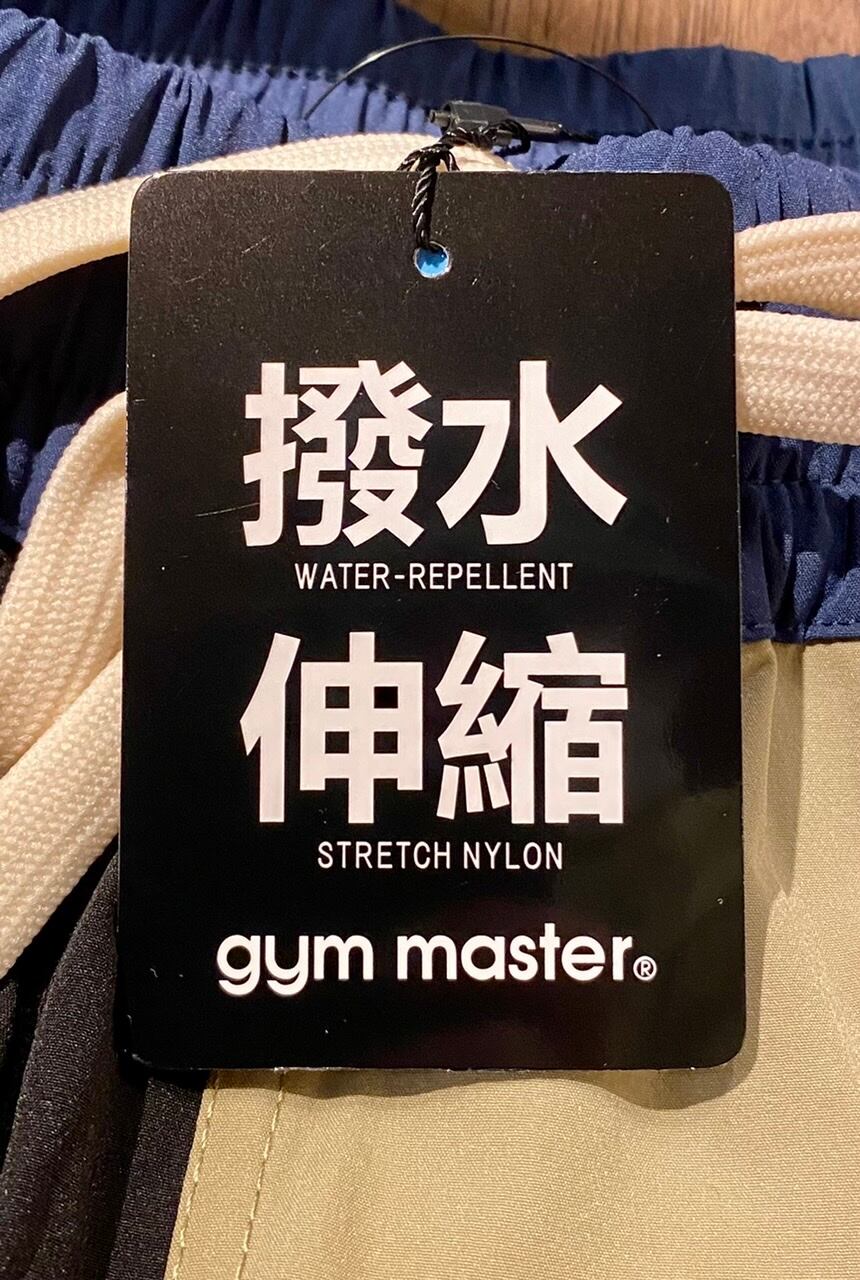 撥水
WATER-REPELLENT
伸縮
STRETCH NYLON
gym master®